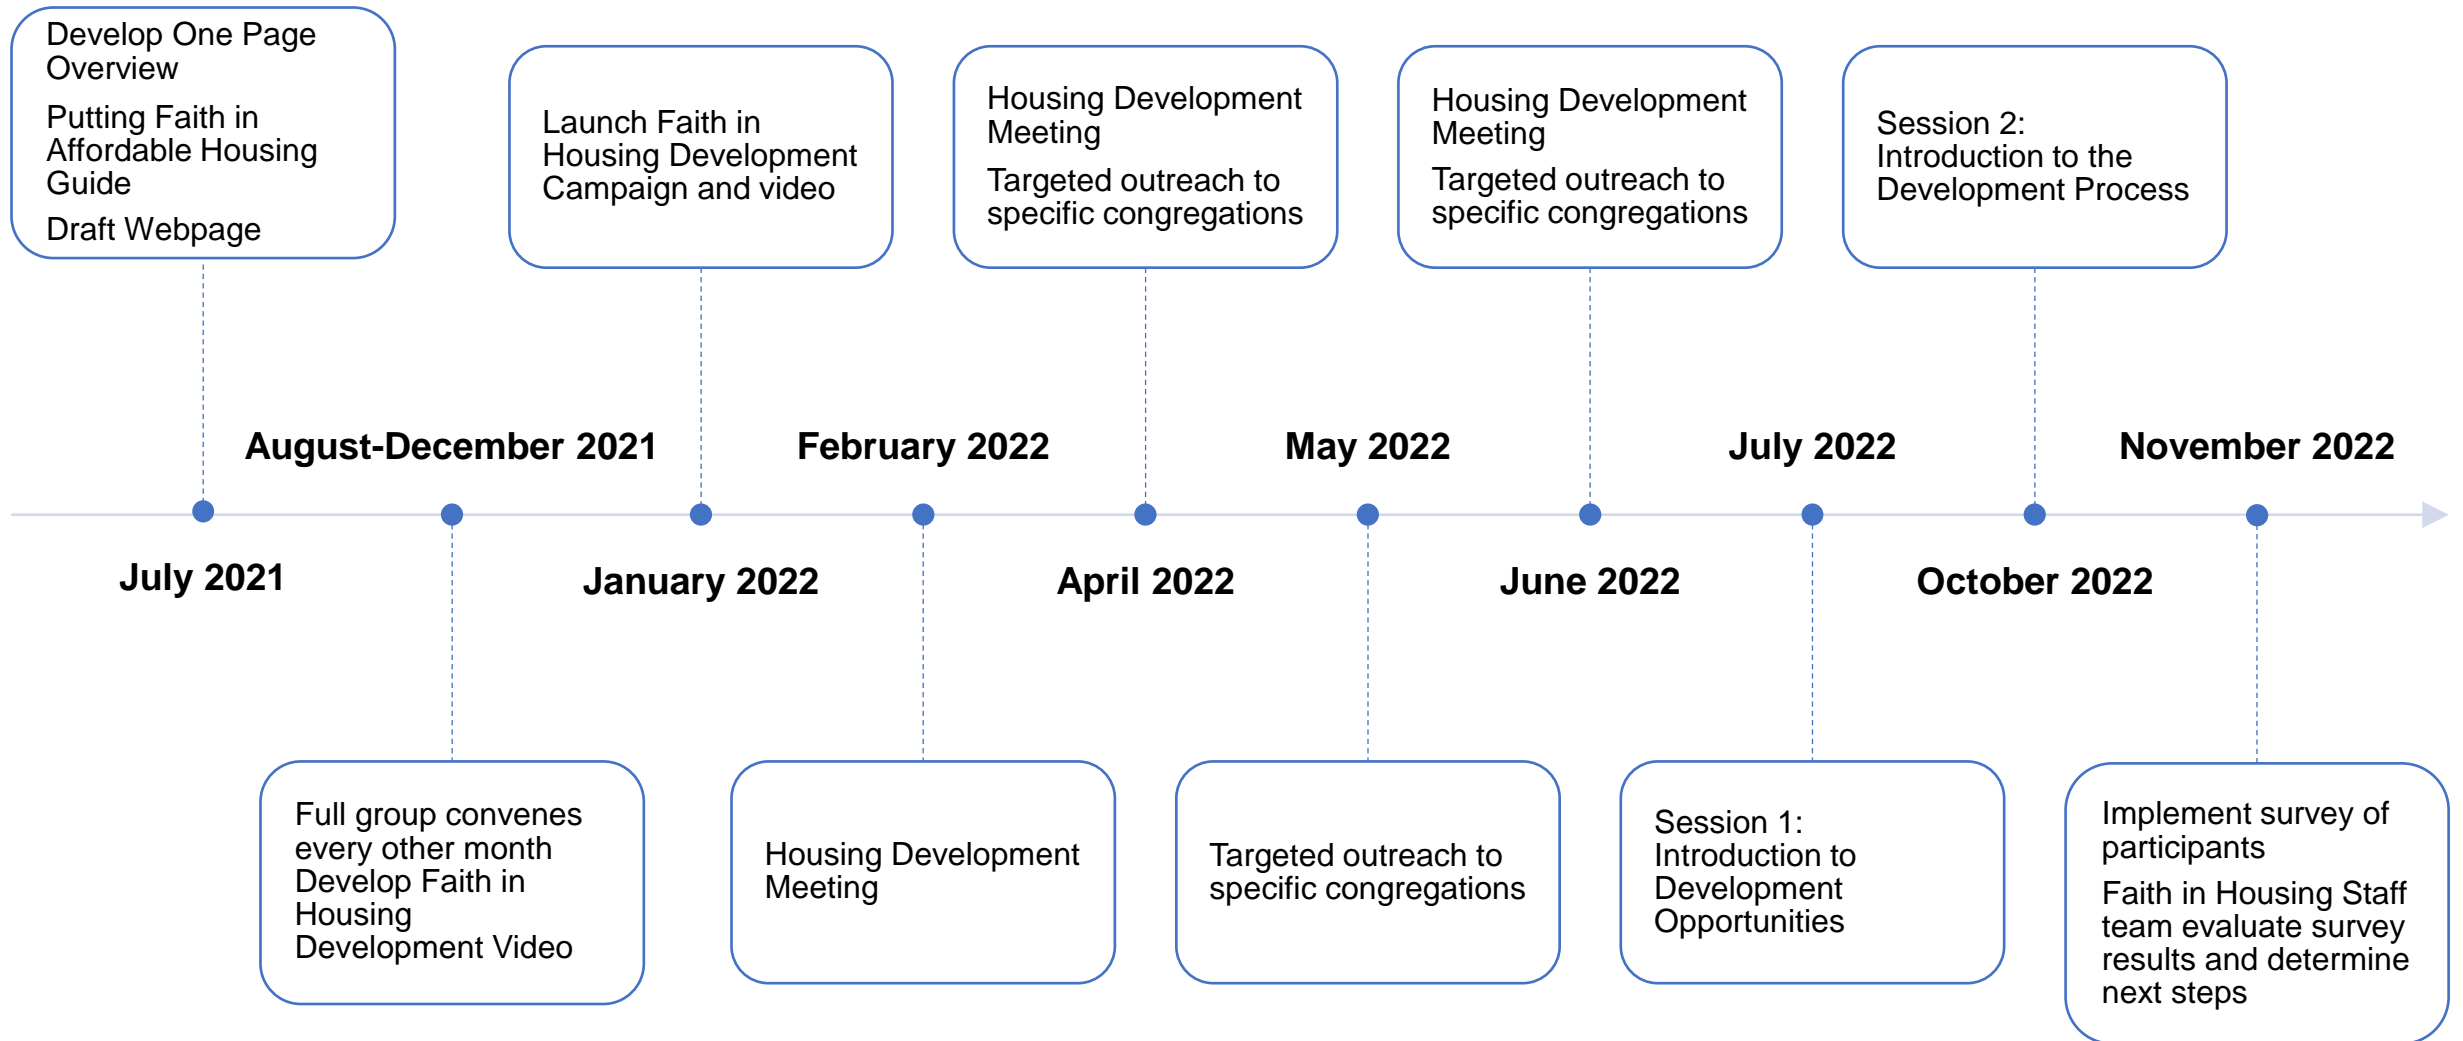 Develop One Page
Overview
Putting Faith in
Affordable Housing
Guide
Draft Webpage
Launch Faith in
Housing Development
Campaign and video
Housing Development
Meeting
Targeted outreach to
specific congregations
Housing Development
Meeting
Targeted outreach to
specific congregations
Session 2:
Introduction to the
Development Process
August-December 2021
February 2022
May 2022
July 2022
November 2022
July 2021
January 2022
April 2022
June 2022
October 2022
Full group convenes
every other month
Develop Faith in
Housing
Development Video
Housing Development
Meeting
Targeted outreach to
specific congregations
Session 1:
Introduction to
Development
Opportunities
Implement survey of
participants
Faith in Housing Staff
team evaluate survey
results and determine
next steps